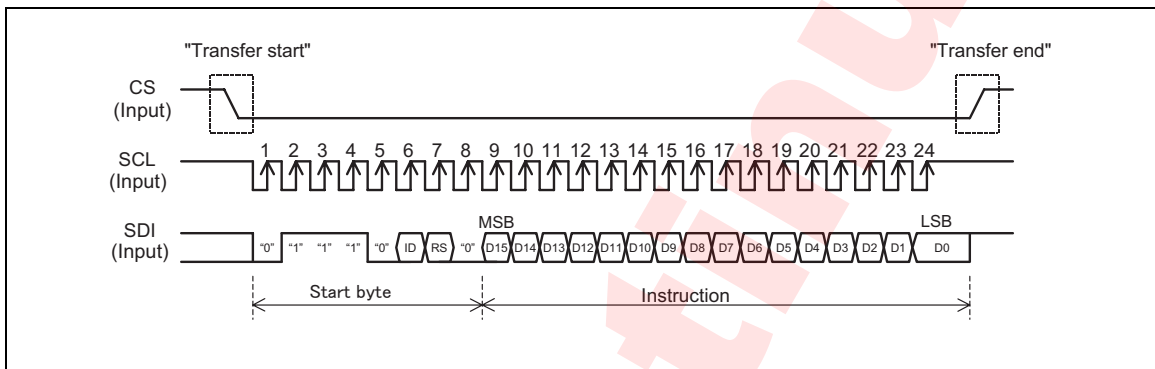 "Transfer start" "Transfer end"
CS
(Input)
SCL
(Input)
1 2 3 4 5 6 7 8 9 10 11 12 13 14 15 16 17 18 19 20 21 22 23 24
MSB LSB
SDI
(Input)
“0” “1” “1” “1” “0” ID RS “0” D15 D14 D13 D12 D11 D10 D9 D8 D7 D6 D5 D4 D3 D2 D1 D0
Start byte Instruction
tinu